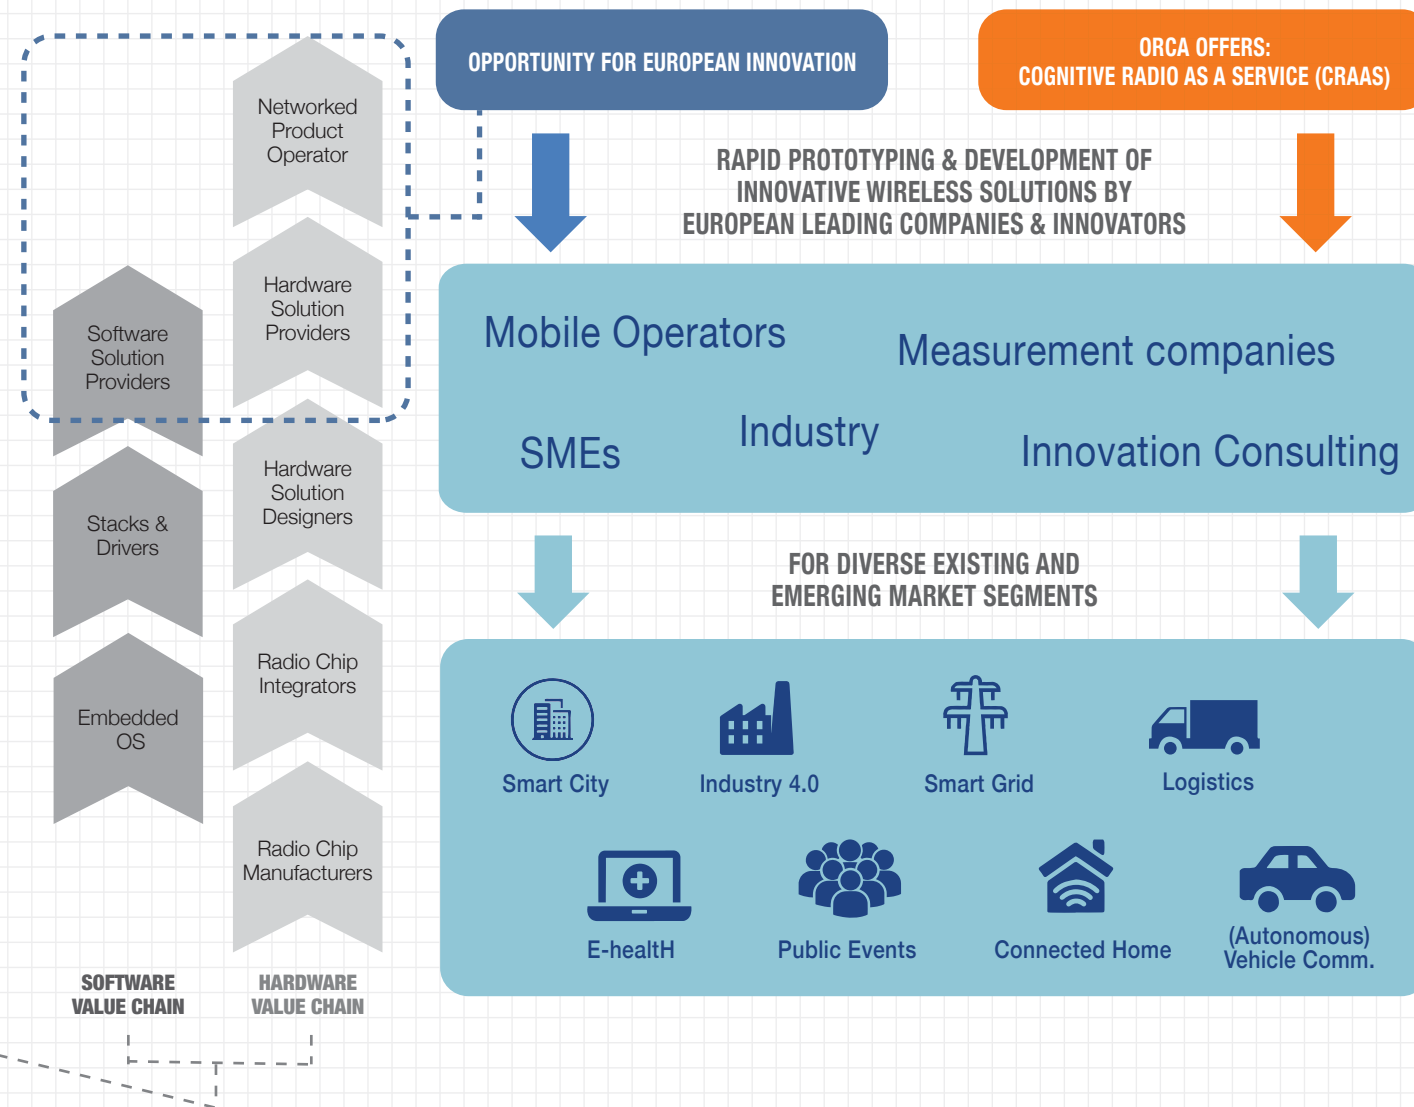 OPPORTUNITY FOR EUROPEAN INNOVATION
ORCA OFFERS:
COGNITIVE RADIO AS A SERVICE (CRAAS)
Networked
Product
Operator
Hardware
Solution
Providers
Hardware
Solution
Designers
Radio Chip
Integrators
Radio Chip
Manufacturers
Software
Solution
Providers
Stacks &
Drivers
Embedded
OS
SOFTWARE
VALUE CHAIN
HARDWARE
VALUE CHAIN
RAPID PROTOTYPING & DEVELOPMENT OF
INNOVATIVE WIRELESS SOLUTIONS BY
EUROPEAN LEADING COMPANIES & INNOVATORS
Mobile Operators
Measurement companies
SMEs
Industry
Innovation Consulting
FOR DIVERSE EXISTING AND
EMERGING MARKET SEGMENTS
Smart City
Industry 4.0
Smart Grid
Logistics
E-healtH
Public Events
Connected Home
(Autonomous)
Vehicle Comm.